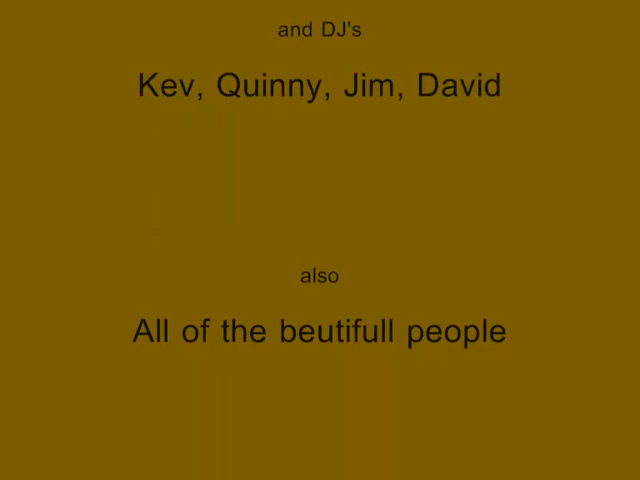 and DJ's
Kev, Quinny, Jim, David
also
All of the beutifull people